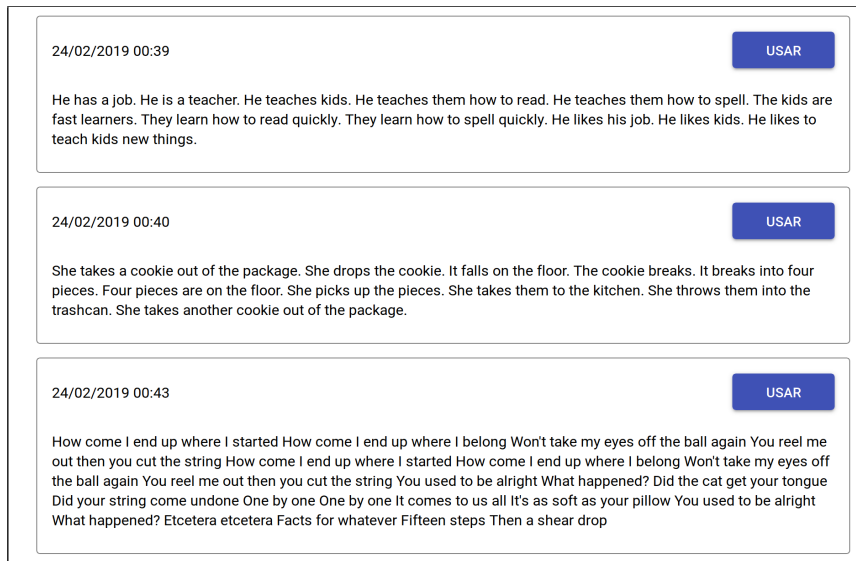 24/02/2019 00:39
USAR
He has a job. He is a teacher. He teaches kids. He teaches them how to read. He teaches them how to spell. The kids are
fast learners. They learn how to read quickly. They learn how to spell quickly. He likes his job. He likes kids. He likes to
teach kids new things.
24/02/2019 00:40
USAR
She takes a cookie out of the package. She drops the cookie. It falls on the floor. The cookie breaks. It breaks into four
pieces. Four pieces are on the floor. She picks up the pieces. She takes them to the kitchen. She throws them into the
trashcan. She takes another cookie out of the package.
24/02/2019 00:43
USAR
How come I end up where I started How come I end up where I belong Won't take my eyes off the ball again You reel me
out then you cut the string How come I end up where I started How come I end up where I belong Won't take my eyes off
the ball again You reel me out then you cut the string You used to be alright What happened? Did the cat get your tongue
Did your string come undone One by one One by one It comes to us all It's as soft as your pillow You used to be alright
What happened? Etcetera etcetera Facts for whatever Fifteen steps Then a shear drop